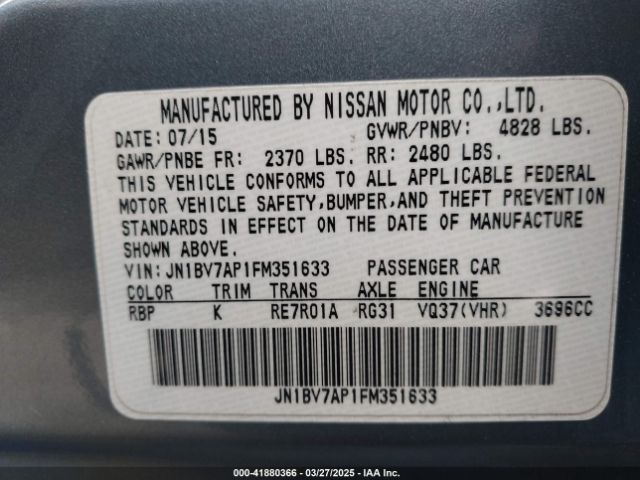 MANUFACTURED BY NISSAN MOTOR CO.,LTD.
DATE: 07/15 GVWR/PNBV: 4828 LBS.
GAWR/PNBE FR: 2370 LBS. RR: 2480 LBS.
THIS VEHICLE CONFORMS TO ALL APPLICABLE FEDERAL
MOTOR VEHICLE SAFETY,BUMPER,AND THEFT PREVENTION
STANDARDS IN EFFECT ON THE DATE OF MANUFACTURE
SHOWN ABOVE.
VIN: JN1BV7AP1FM351633 PASSENGER CAR
COLOR TRIM TRANS AXLE ENGINE
RBP K RE7R01A RG31 VQ37(VHR) 3696CC
JN1BV7AP1FM351633
000-41880366 - 03/27/2025 - IAA Inc.